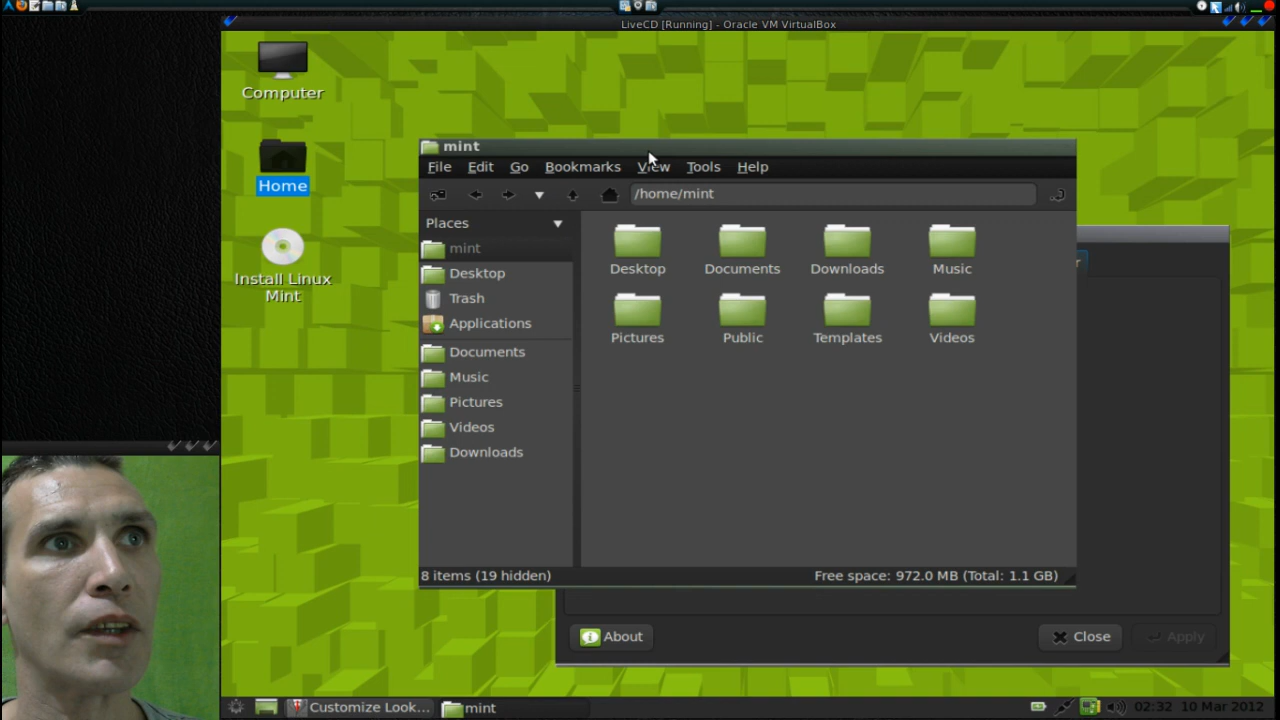 LiveCD [Running] - Oracle VM VirtualBox
Computer
Home
Install Linux
Mint
mint
File Edit Go Bookmarks View Tools Help
/home/mint
Places
mint
Desktop
Trash
Applications
Documents
Music
Pictures
Videos
Downloads
Desktop Documents Downloads Music
Pictures Public Templates Videos
8 items (19 hidden) Free space: 972.0 MB (Total: 1.1 GB)
About Close Apply
Customize Look... mint 02:32 10 Mar 2012